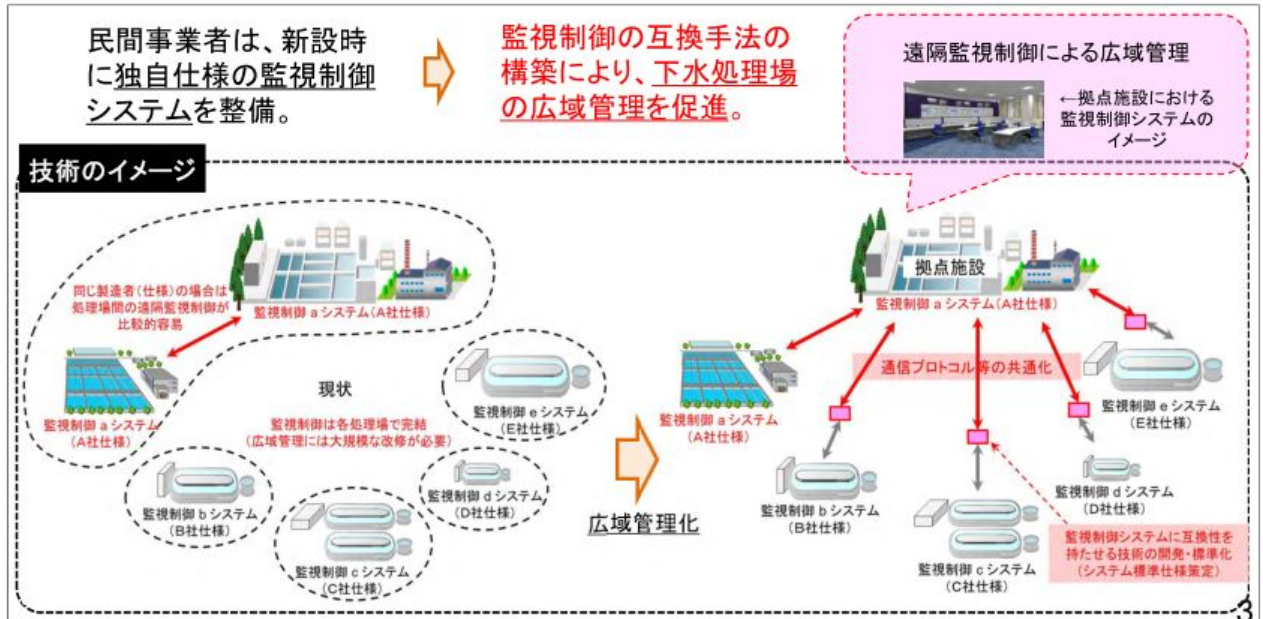 民間事業者は、新設時
に独自仕様の監視制御
システムを整備。
監視制御の互換手法の
構築により、下水処理場
の広域管理を促進。
遠隔監視制御による広域管理
←拠点施設における
監視制御システムの
イメージ
技術のイメージ
同じ製造者(仕様)の場合は
処理場間の遠隔監視制御が
比較的容易
監視制御 a システム(A社仕様)
監視制御 a システム
(A社仕様)
現状
監視制御は各処理場で完結
(広域管理には大規模な改修が必要)
監視制御 e システム
(E社仕様)
監視制御 d システム
(D社仕様)
監視制御 b システム
(B社仕様)
監視制御 c システム
(C社仕様)
広域管理化
拠点施設
監視制御 a システム(A社仕様)
監視制御 a システム
(A社仕様)
通信プロトコル等の共通化
監視制御 e システム
(E社仕様)
監視制御 b システム
(B社仕様)
監視制御 d システム
(D社仕様)
監視制御 c システム
(C社仕様)
監視制御システムに互換性を
持たせる技術の開発・標準化
(システム標準仕様策定)
3